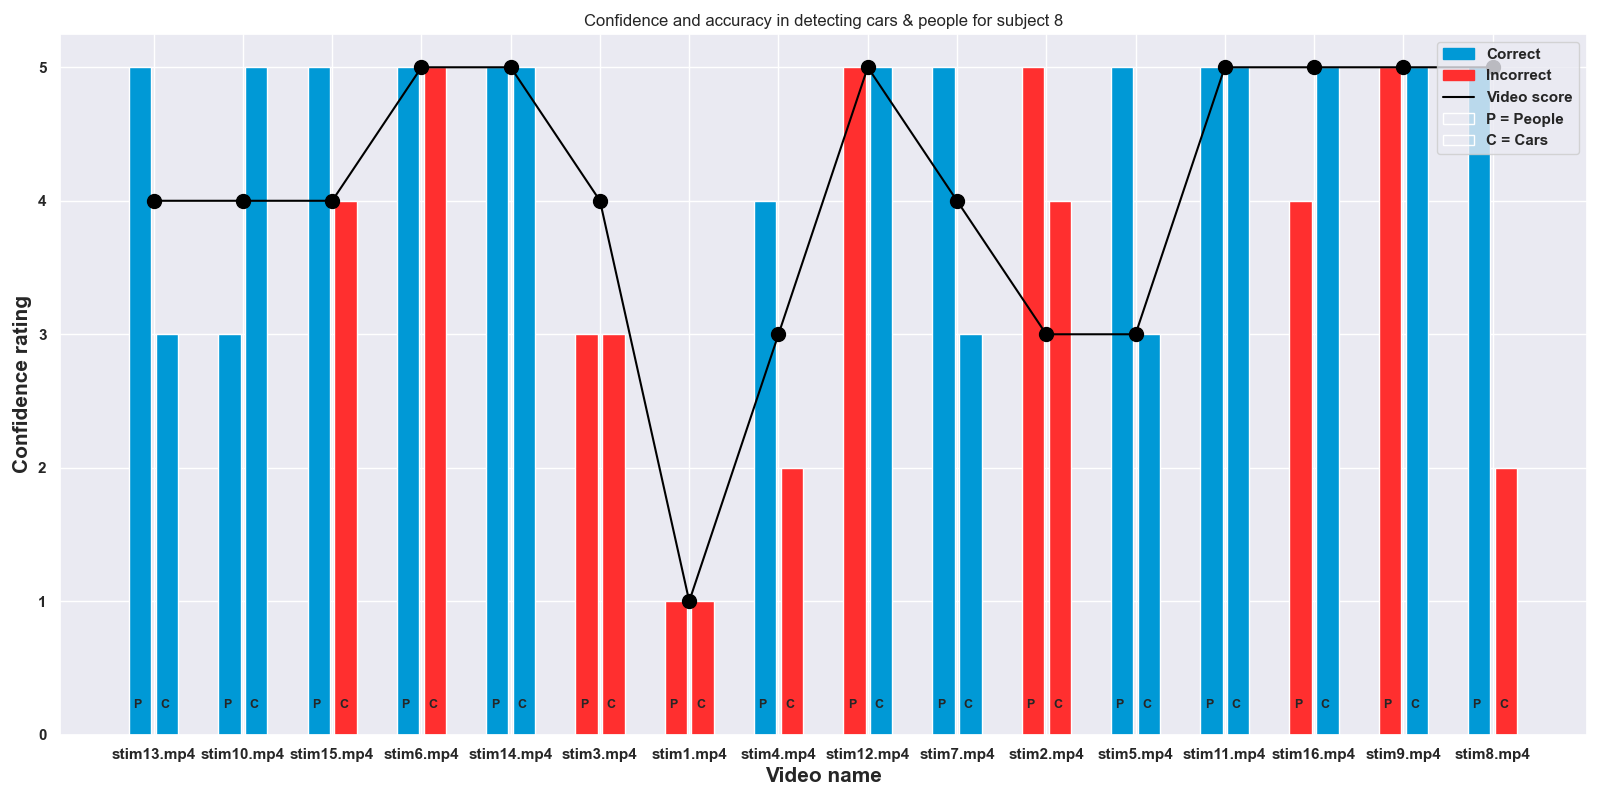 Confidence and accuracy in detecting cars & people for subject 8
Correct
Incorrect
Video score
P = People
C = Cars
Confidence rating
5
4
3
2
1
0
P C P C P C P C P C P C P C P C P C P C P C P C P C P C P C P C
stim13.mp4 stim10.mp4 stim15.mp4 stim6.mp4 stim14.mp4 stim3.mp4 stim1.mp4 stim4.mp4 stim12.mp4 stim7.mp4 stim2.mp4 stim5.mp4 stim11.mp4 stim16.mp4 stim9.mp4 stim8.mp4
Video name